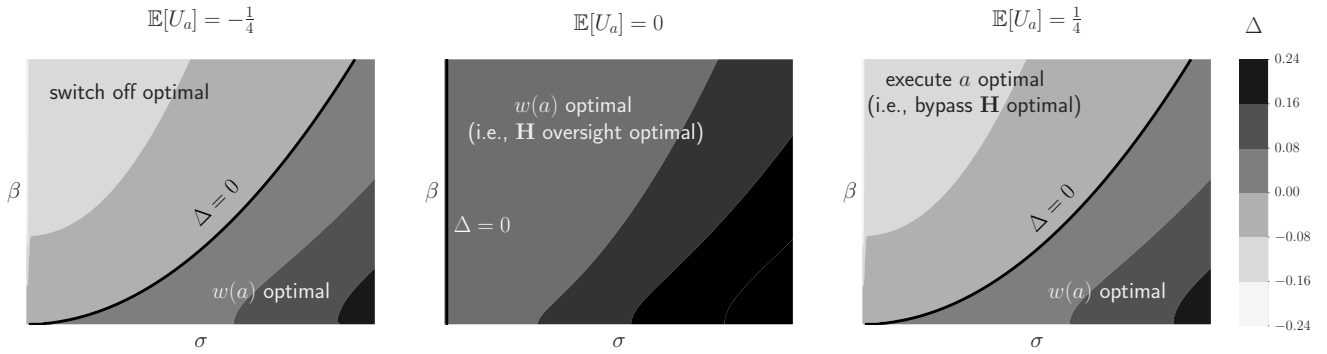 𝔼[U_a] = −1/4
𝔼[U_a] = 0
𝔼[U_a] = 1/4
Δ
switch off optimal
β
Δ = 0
w(a) optimal
σ
w(a) optimal
(i.e., H oversight optimal)
β
Δ = 0
σ
execute a optimal
(i.e., bypass H optimal)
β
Δ = 0
w(a) optimal
σ
0.24
0.16
0.08
0.00
−0.08
−0.16
−0.24